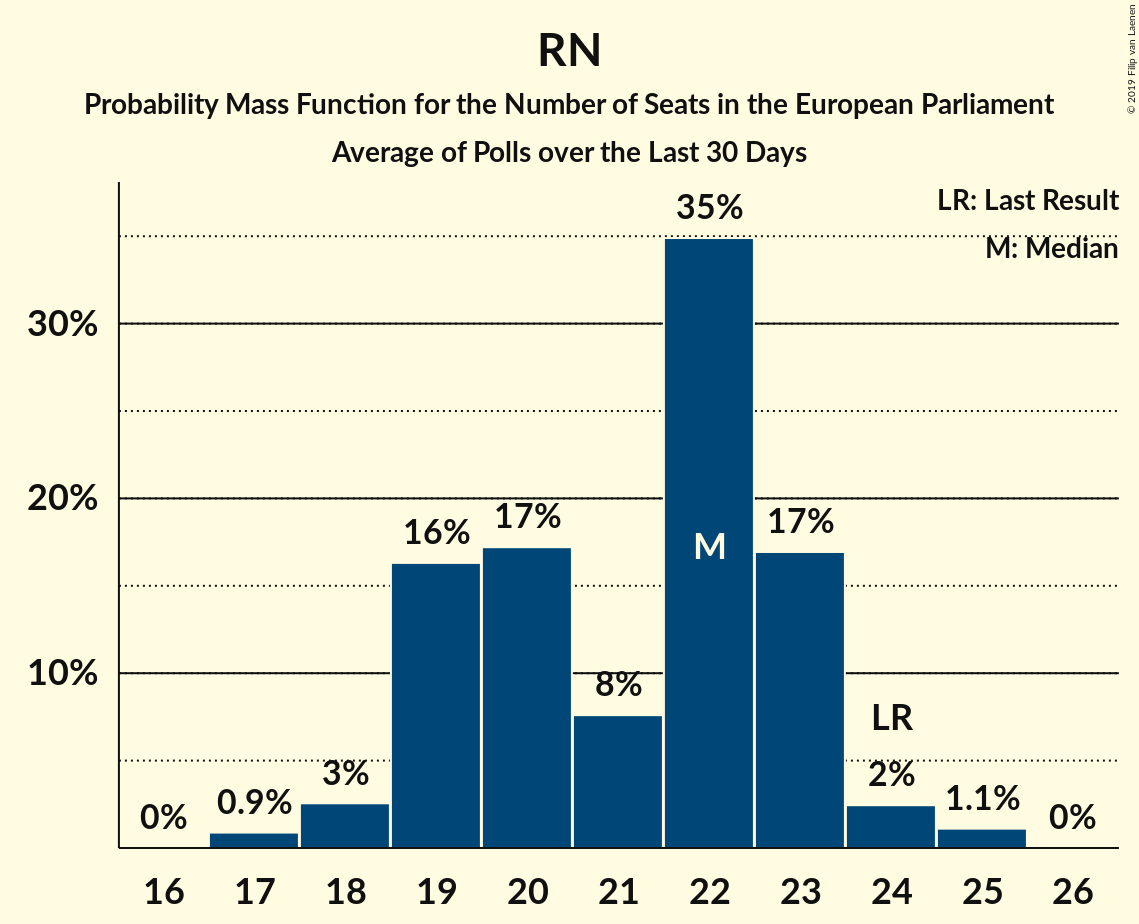 RN
Probability Mass Function for the Number of Seats in the European Parliament
Average of Polls over the Last 30 Days
© 2019 Filip van Laenen
LR: Last Result
M: Median
35%
30%
20%
10%
0%
0.9%
3%
16%
17%
8%
M
17%
LR
2%
1.1%
0%
16 17 18 19 20 21 22 23 24 25 26